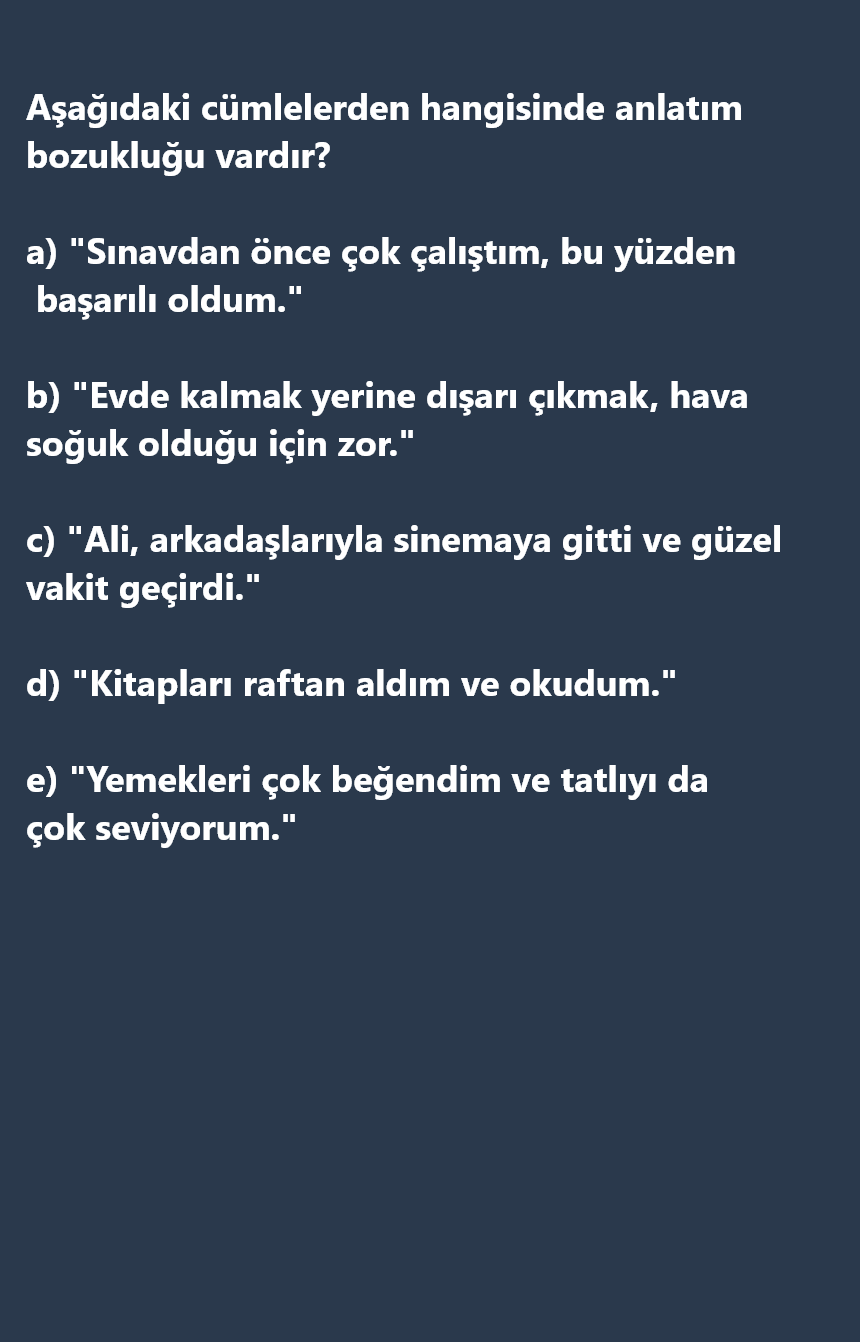 Aşağıdaki cümlelerden hangisinde anlatım
bozukluğu vardır?
a) "Sınavdan önce çok çalıştım, bu yüzden
başarılı oldum."
b) "Evde kalmak yerine dışarı çıkmak, hava
soğuk olduğu için zor."
c) "Ali, arkadaşlarıyla sinemaya gitti ve güzel
vakit geçirdi."
d) "Kitapları raftan aldım ve okudum."
e) "Yemekleri çok beğendim ve tatlıyı da
çok seviyorum."